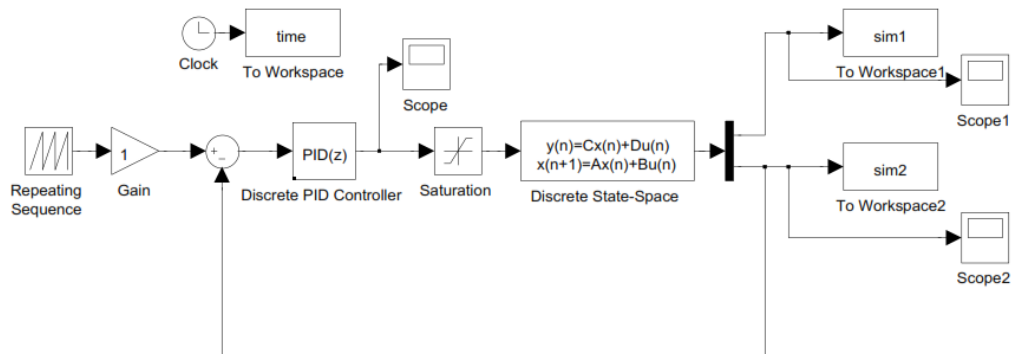 time
Clock
To Workspace
Scope
sim1
To Workspace1
Scope1
Repeating
Sequence
1
Gain
+
−
PID(z)
Discrete PID Controller
Saturation
y(n)=Cx(n)+Du(n)
x(n+1)=Ax(n)+Bu(n)
Discrete State-Space
sim2
To Workspace2
Scope2